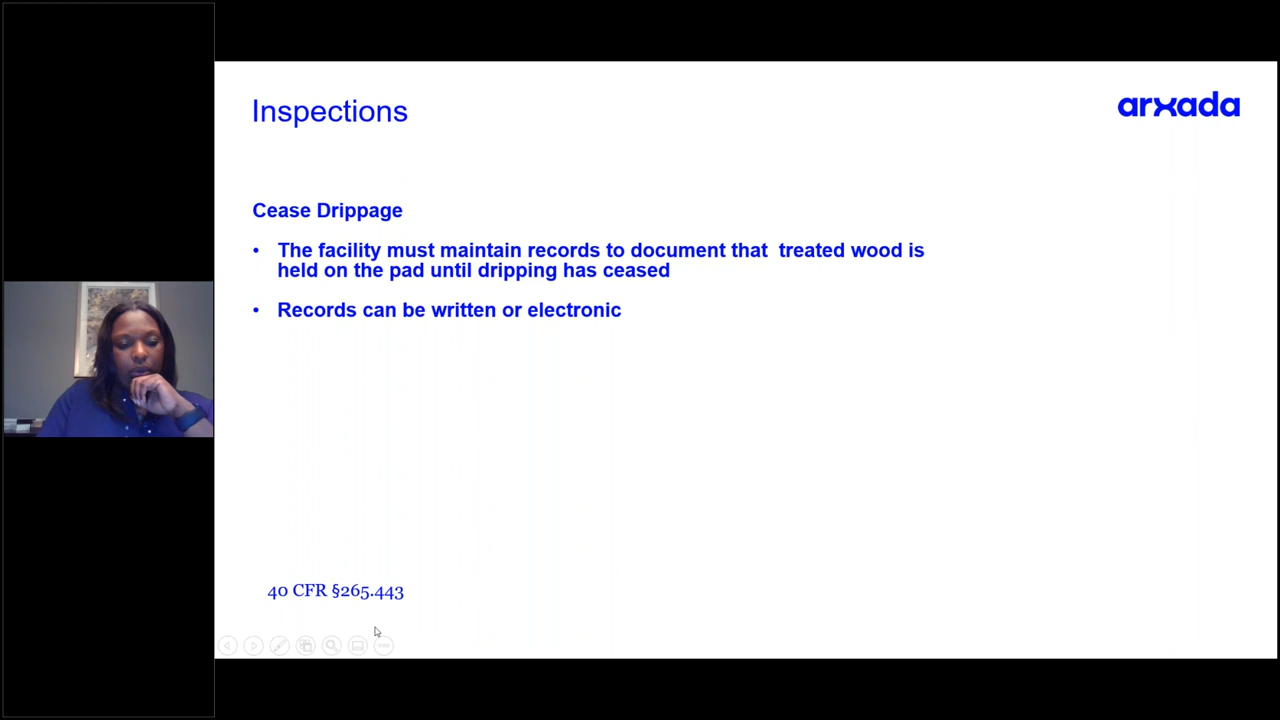 Inspections
arxada
Cease Drippage
• The facility must maintain records to document that  treated wood is
held on the pad until dripping has ceased
• Records can be written or electronic
40 CFR §265.443